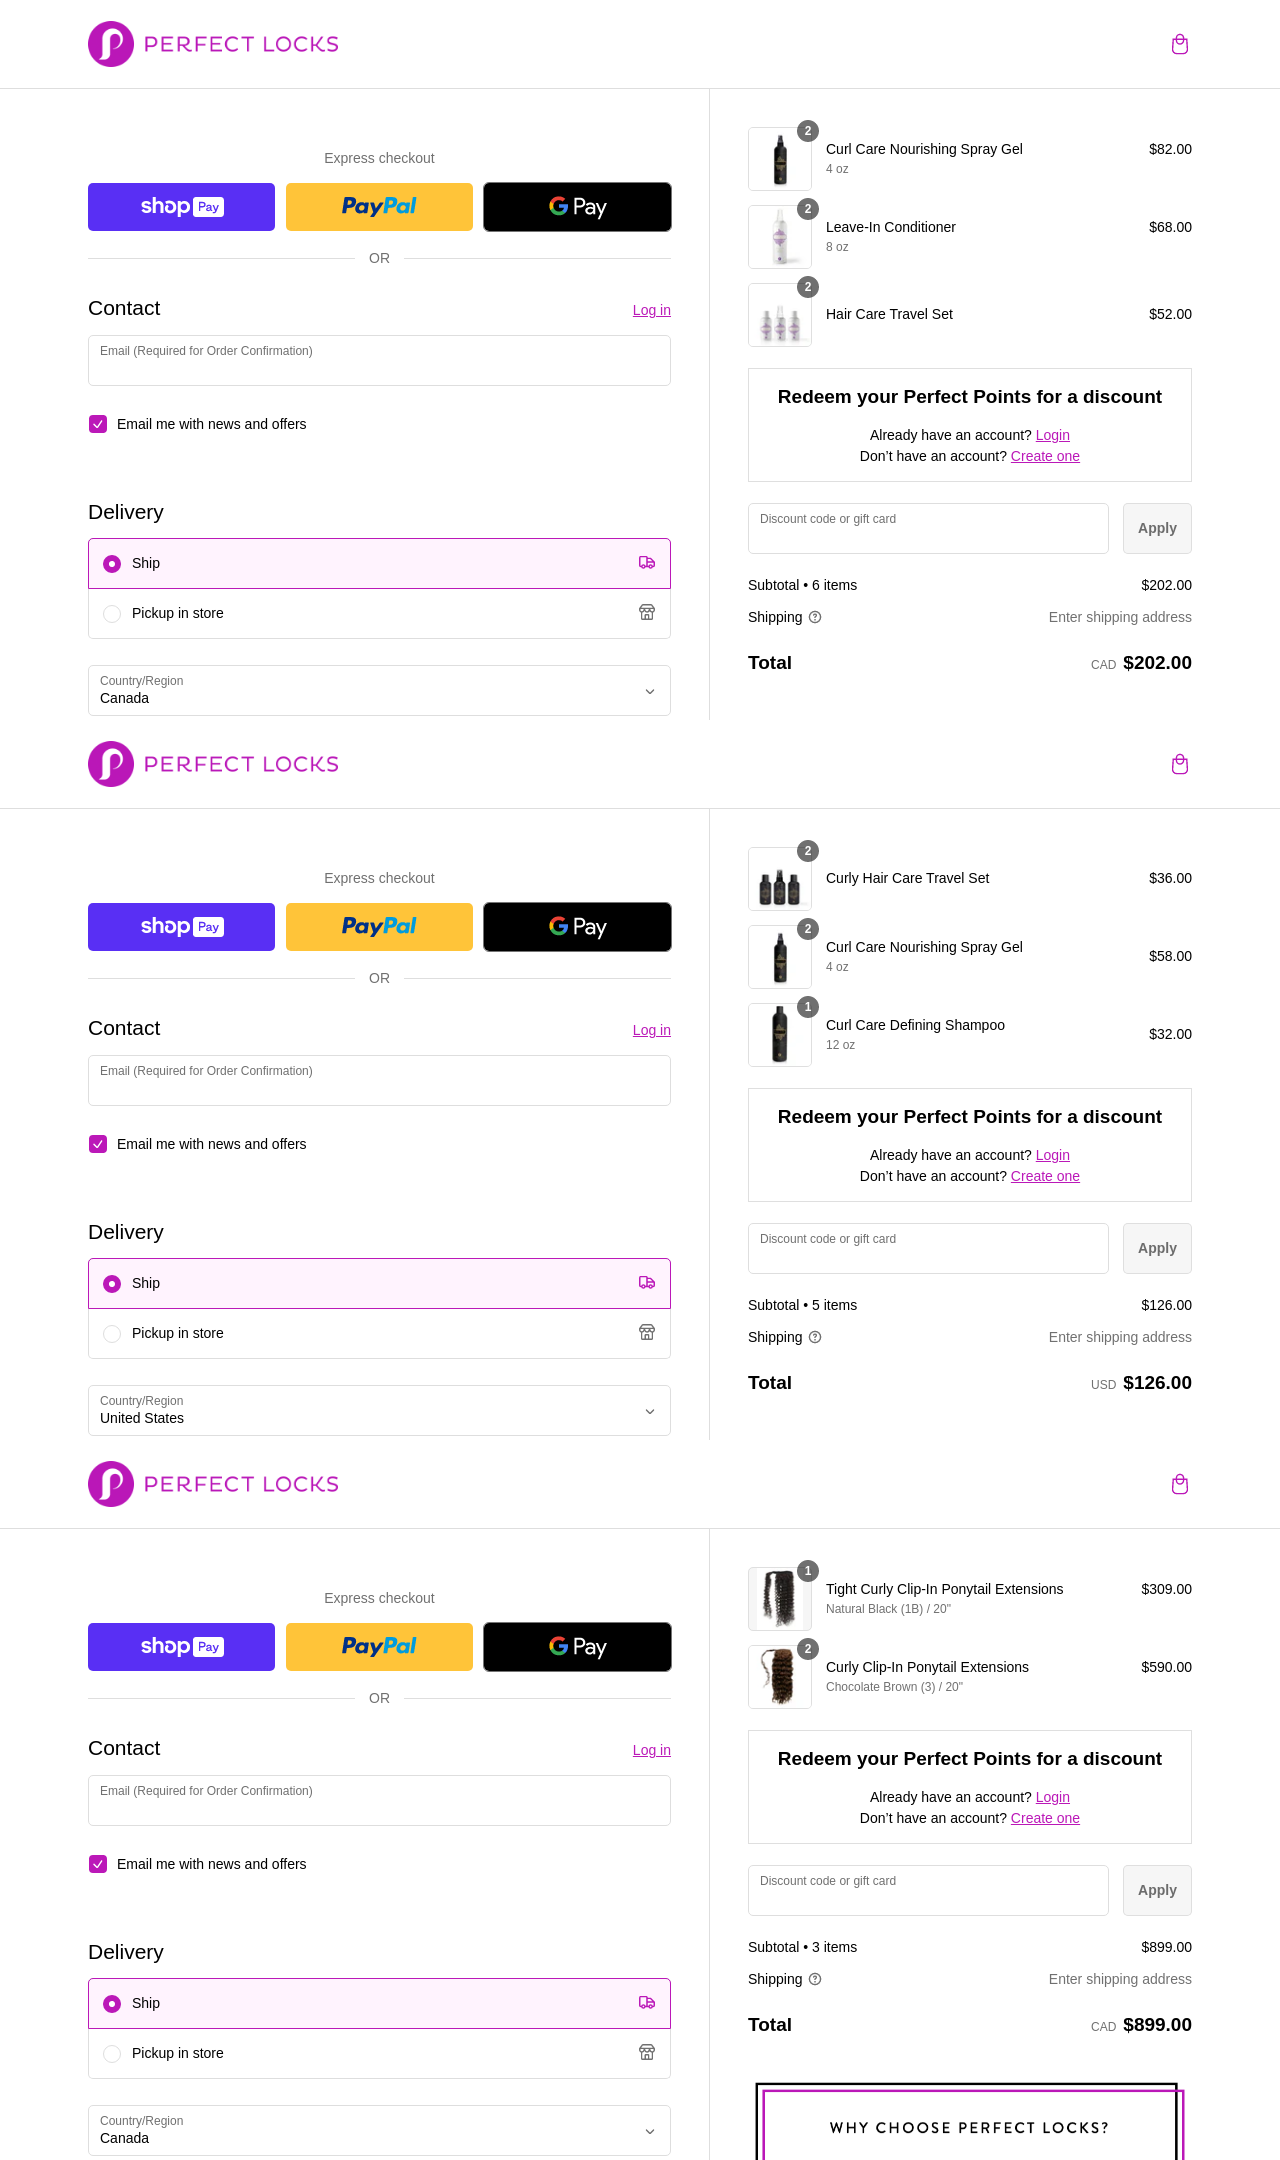 PERFECT LOCKS
Express checkout
shop Pay
PayPal
G Pay
OR
Contact
Log in
Email (Required for Order Confirmation)
Email me with news and offers
Delivery
Ship
Pickup in store
Country/Region
Canada
2
Curl Care Nourishing Spray Gel
$82.00
4 oz
2
Leave-In Conditioner
$68.00
8 oz
2
Hair Care Travel Set
$52.00
Redeem your Perfect Points for a discount
Already have an account? Login
Don’t have an account? Create one
Discount code or gift card
Apply
Subtotal • 6 items
$202.00
Shipping
Enter shipping address
Total
CAD $202.00
PERFECT LOCKS
Express checkout
shop Pay
PayPal
G Pay
OR
Contact
Log in
Email (Required for Order Confirmation)
Email me with news and offers
Delivery
Ship
Pickup in store
Country/Region
United States
2
Curly Hair Care Travel Set
$36.00
2
Curl Care Nourishing Spray Gel
4 oz
$58.00
1
Curl Care Defining Shampoo
12 oz
$32.00
Redeem your Perfect Points for a discount
Already have an account? Login
Don’t have an account? Create one
Discount code or gift card
Apply
Subtotal • 5 items
$126.00
Shipping
Enter shipping address
Total
USD $126.00
PERFECT LOCKS
Express checkout
shop Pay
PayPal
G Pay
OR
Contact
Log in
Email (Required for Order Confirmation)
Email me with news and offers
Delivery
Ship
Pickup in store
Country/Region
Canada
1
Tight Curly Clip-In Ponytail Extensions
$309.00
Natural Black (1B) / 20"
2
Curly Clip-In Ponytail Extensions
$590.00
Chocolate Brown (3) / 20"
Redeem your Perfect Points for a discount
Already have an account? Login
Don’t have an account? Create one
Discount code or gift card
Apply
Subtotal • 3 items
$899.00
Shipping
Enter shipping address
Total
CAD $899.00
WHY CHOOSE PERFECT LOCKS?